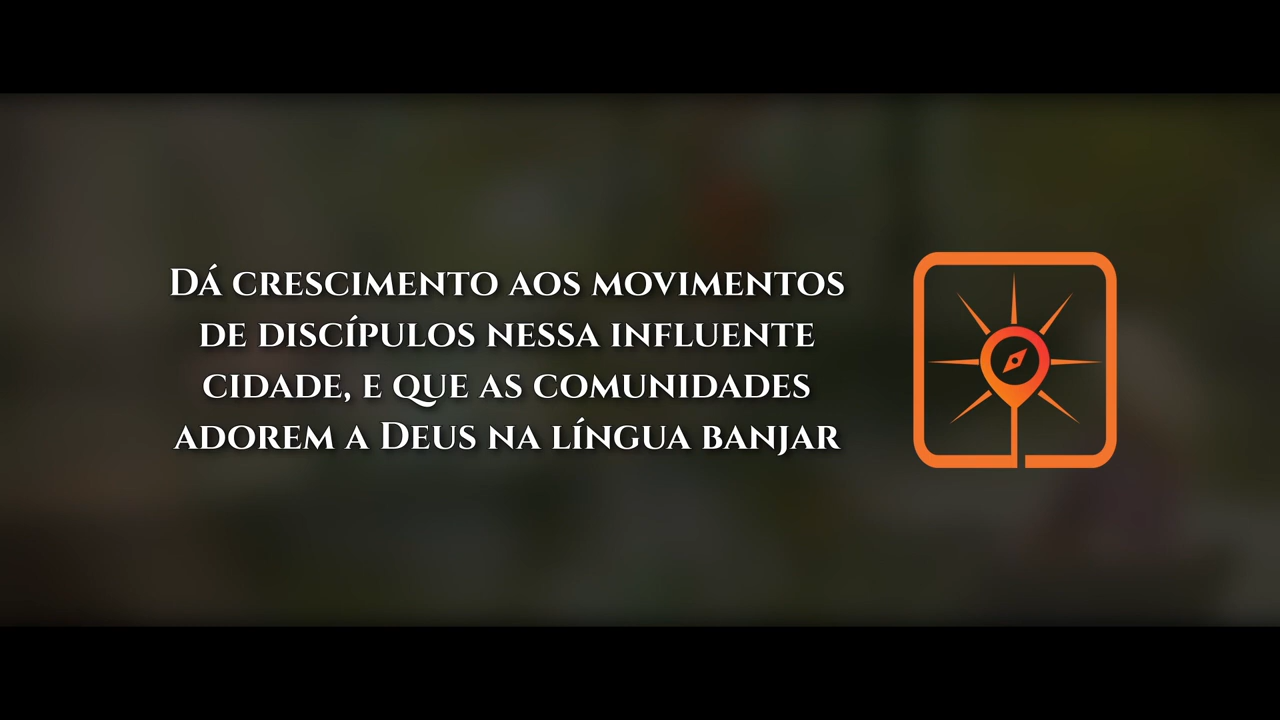 Dá crescimento aos movimentos
de discípulos nessa influente
cidade, e que as comunidades
adorem a Deus na língua banjar